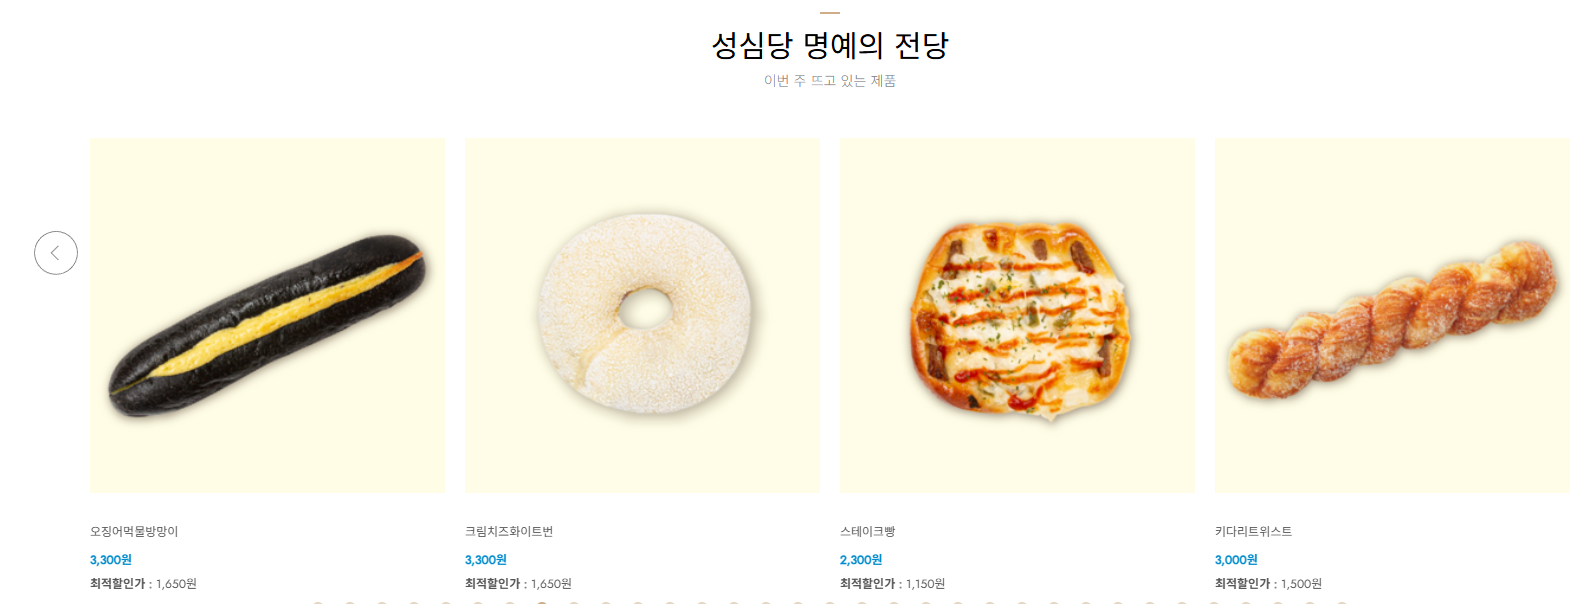 성심당 명예의 전당
이번 주 뜨고 있는 제품
오징어먹물방망이
3,300원
최적할인가 : 1,650원
크림치즈화이트번
3,300원
최적할인가 : 1,650원
스테이크빵
2,300원
최적할인가 : 1,150원
키다리트위스트
3,000원
최적할인가 : 1,500원